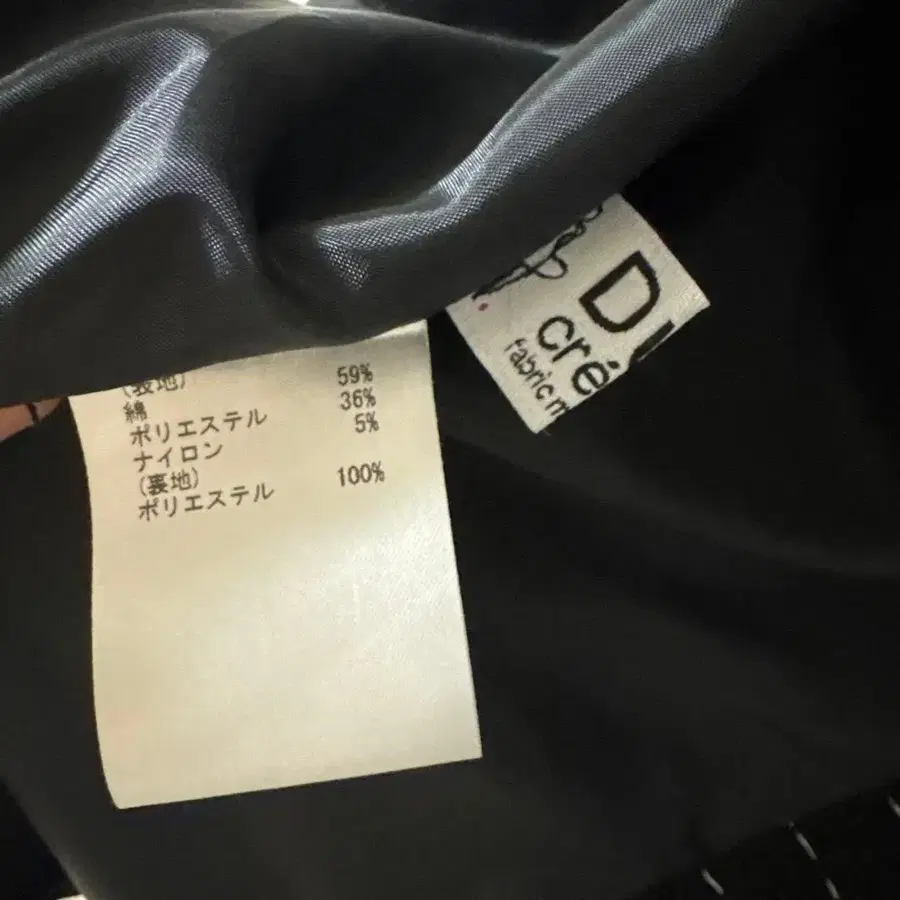 (表地)
綿 59%
ポリエステル 36%
ナイロン 5%
(裏地)
ポリエステル 100%
D
cré
fabric m